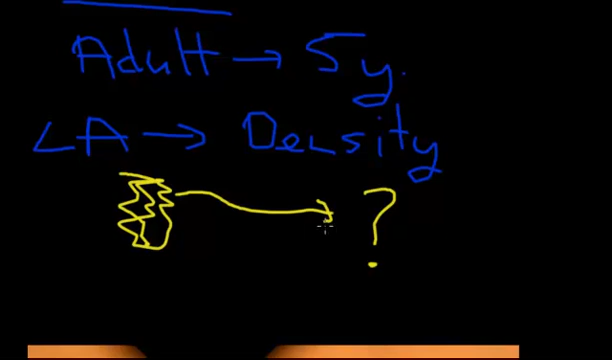 Adult → 5y.
LA → Density
?